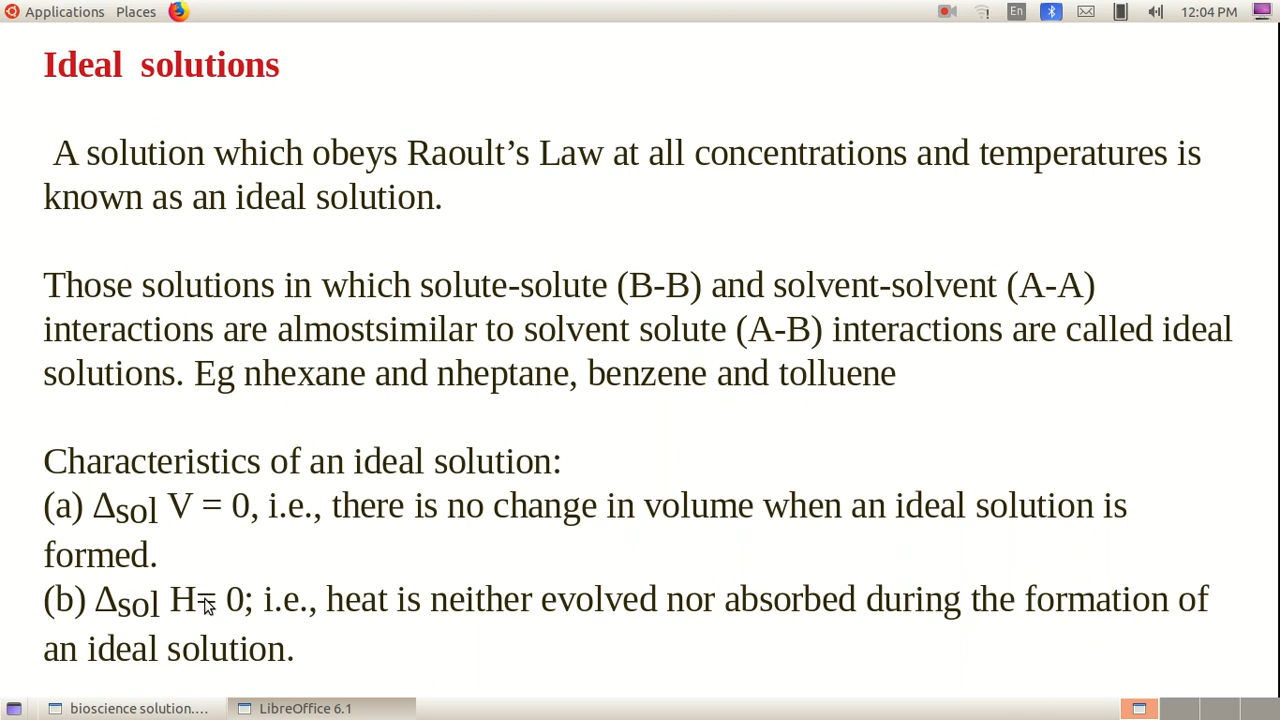 Applications Places En 12:04 PM
Ideal solutions
A solution which obeys Raoult’s Law at all concentrations and temperatures is
known as an ideal solution.
Those solutions in which solute-solute (B-B) and solvent-solvent (A-A)
interactions are almostsimilar to solvent solute (A-B) interactions are called ideal
solutions. Eg nhexane and nheptane, benzene and tolluene
Characteristics of an ideal solution:
(a) Δsol V = 0, i.e., there is no change in volume when an ideal solution is
formed.
(b) Δsol H= 0; i.e., heat is neither evolved nor absorbed during the formation of
an ideal solution.
bioscience solution.... LibreOffice 6.1